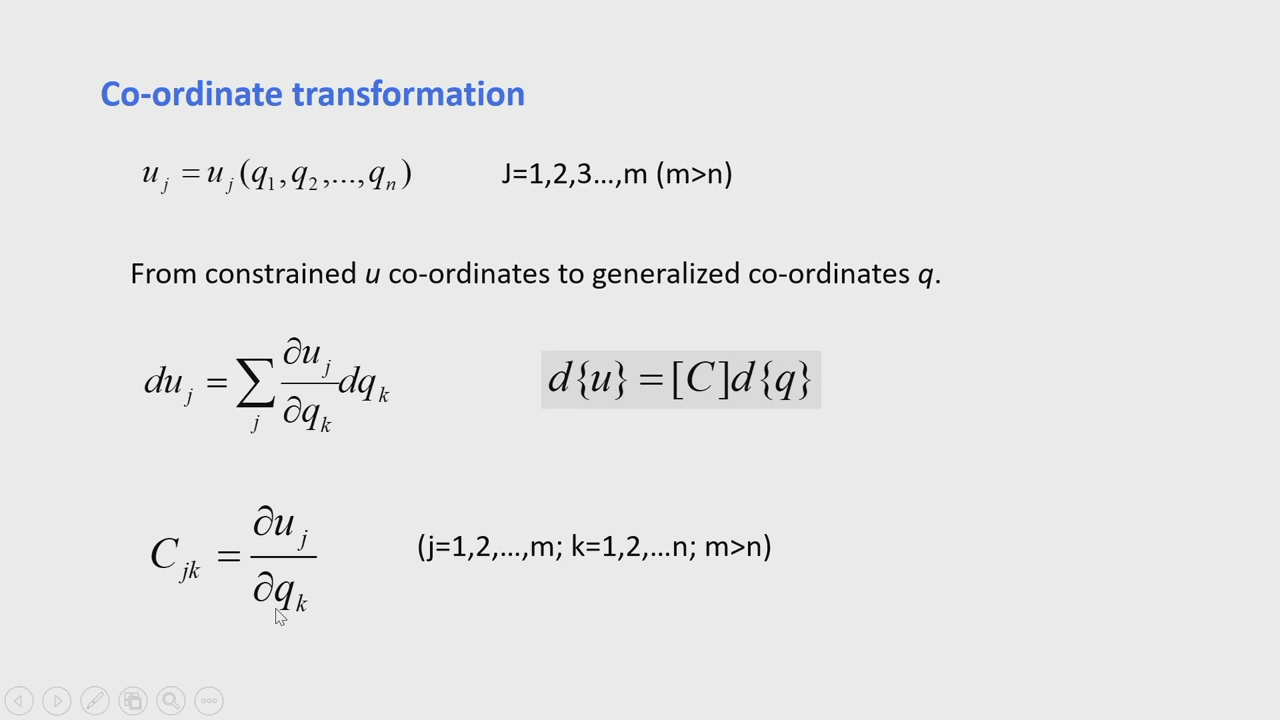 Co-ordinate transformation
u_j = u_j(q_1, q_2, ..., q_n) J=1,2,3...,m (m>n)
From constrained u co-ordinates to generalized co-ordinates q.
du_j = ∑_j ∂u_j/∂q_k dq_k d{u} = [C]d{q}
C_jk = ∂u_j/∂q_k (j=1,2,...,m; k=1,2,...n; m>n)